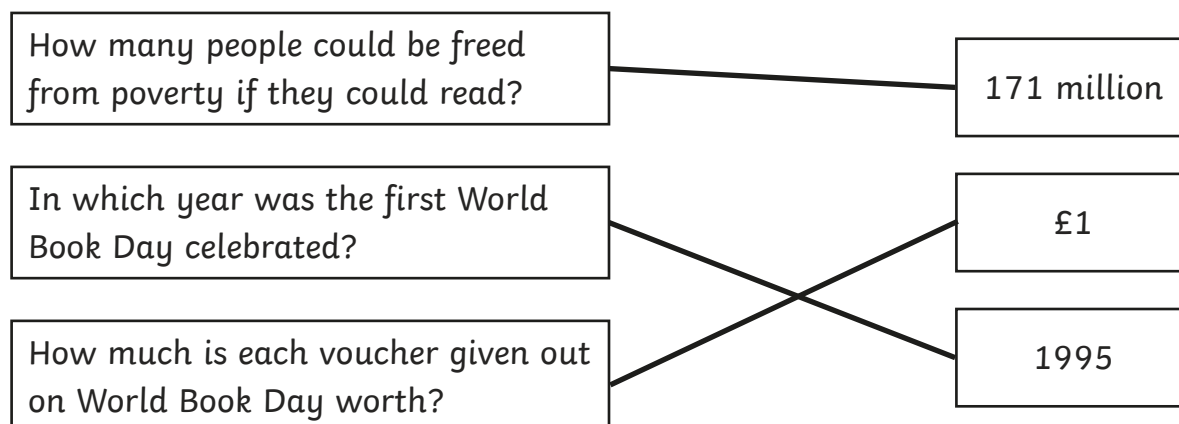 How many people could be freed
from poverty if they could read?
171 million
In which year was the first World
Book Day celebrated?
£1
How much is each voucher given out
on World Book Day worth?
1995